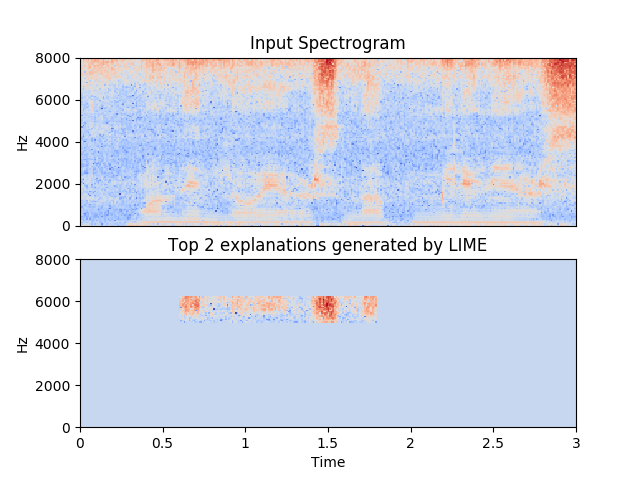 Input Spectrogram
8000
6000
4000
2000
0
Hz
Top 2 explanations generated by LIME
8000
6000
4000
2000
0
Hz
0 0.5 1 1.5 2 2.5 3
Time